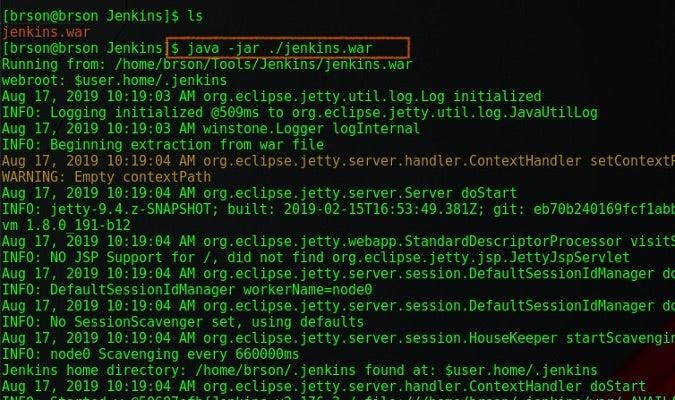 [brson@brson Jenkins]$ ls
jenkins.war
[brson@brson Jenkins]$ java -jar ./jenkins.war
Running from: /home/brson/Tools/Jenkins/jenkins.war
webroot: $user.home/.jenkins
Aug 17, 2019 10:19:03 AM org.eclipse.jetty.util.log.Log initialized
INFO: Logging initialized @509ms to org.eclipse.jetty.util.log.JavaUtilLog
Aug 17, 2019 10:19:03 AM winstone.Logger logInternal
INFO: Beginning extraction from war file
Aug 17, 2019 10:19:04 AM org.eclipse.jetty.server.handler.ContextHandler setContextP
WARNING: Empty contextPath
Aug 17, 2019 10:19:04 AM org.eclipse.jetty.server.Server doStart
INFO: jetty-9.4.z-SNAPSHOT; built: 2019-02-15T16:53:49.381Z; git: eb70b240169fcf1abb
vm 1.8.0_191-b12
Aug 17, 2019 10:19:04 AM org.eclipse.jetty.webapp.StandardDescriptorProcessor visitS
INFO: NO JSP Support for /, did not find org.eclipse.jetty.jsp.JettyJspServlet
Aug 17, 2019 10:19:04 AM org.eclipse.jetty.server.session.DefaultSessionIdManager do
INFO: DefaultSessionIdManager workerName=node0
Aug 17, 2019 10:19:04 AM org.eclipse.jetty.server.session.DefaultSessionIdManager do
INFO: No SessionScavenger set, using defaults
Aug 17, 2019 10:19:04 AM org.eclipse.jetty.server.session.HouseKeeper startScavengin
INFO: node0 Scavenging every 660000ms
Jenkins home directory: /home/brson/.jenkins found at: $user.home/.jenkins
Aug 17, 2019 10:19:04 AM org.eclipse.jetty.server.handler.ContextHandler doStart
INFO: Started